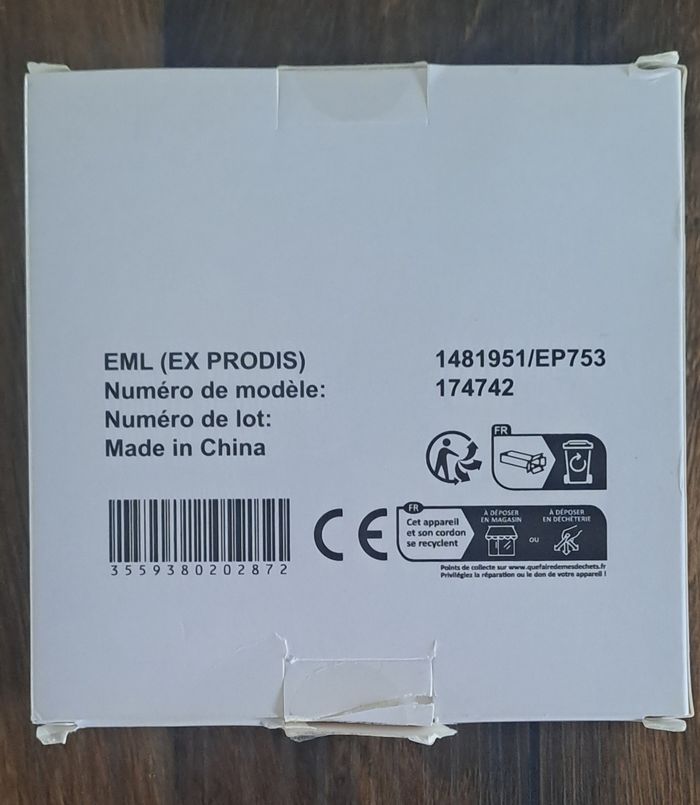 EML (EX PRODIS)
Numéro de modèle: 1481951/EP753
Numéro de lot: 174742
Made in China
FR
FR
Cet appareil
et son cordon
se recyclent
À DÉPOSER
EN MAGASIN
ou
À DÉPOSER
EN DÉCHÈTERIE
Points de collecte sur www.quefairedemesdechets.fr
Privilégiez la réparation ou le don de votre appareil !
CE
3559380202872